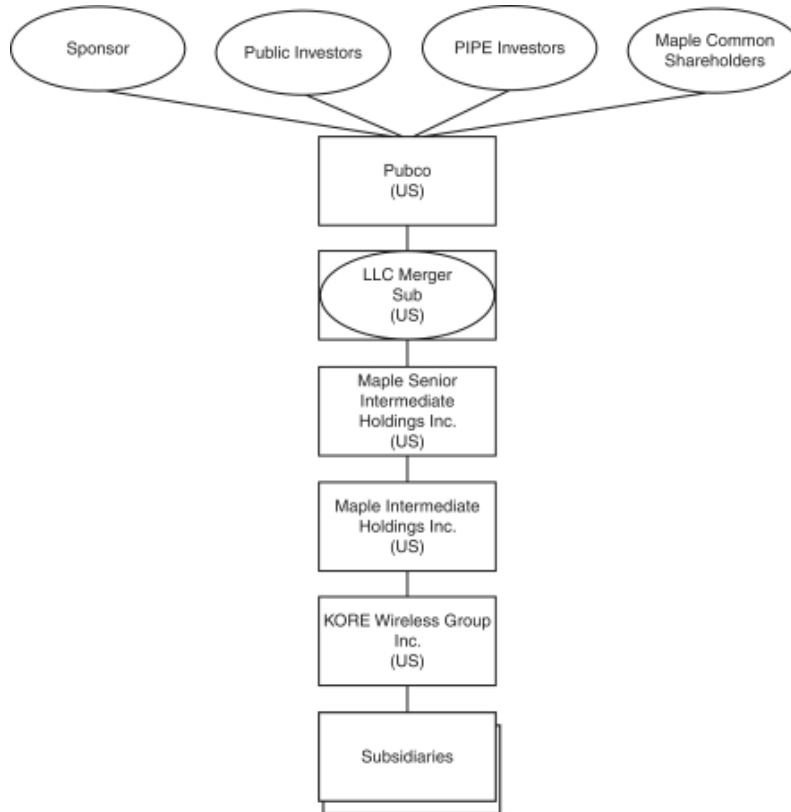 Sponsor
Public Investors
PIPE Investors
Maple Common
Shareholders
Pubco
(US)
LLC Merger
Sub
(US)
Maple Senior
Intermediate
Holdings Inc.
(US)
Maple Intermediate
Holdings Inc.
(US)
KORE Wireless Group
Inc.
(US)
Subsidiaries